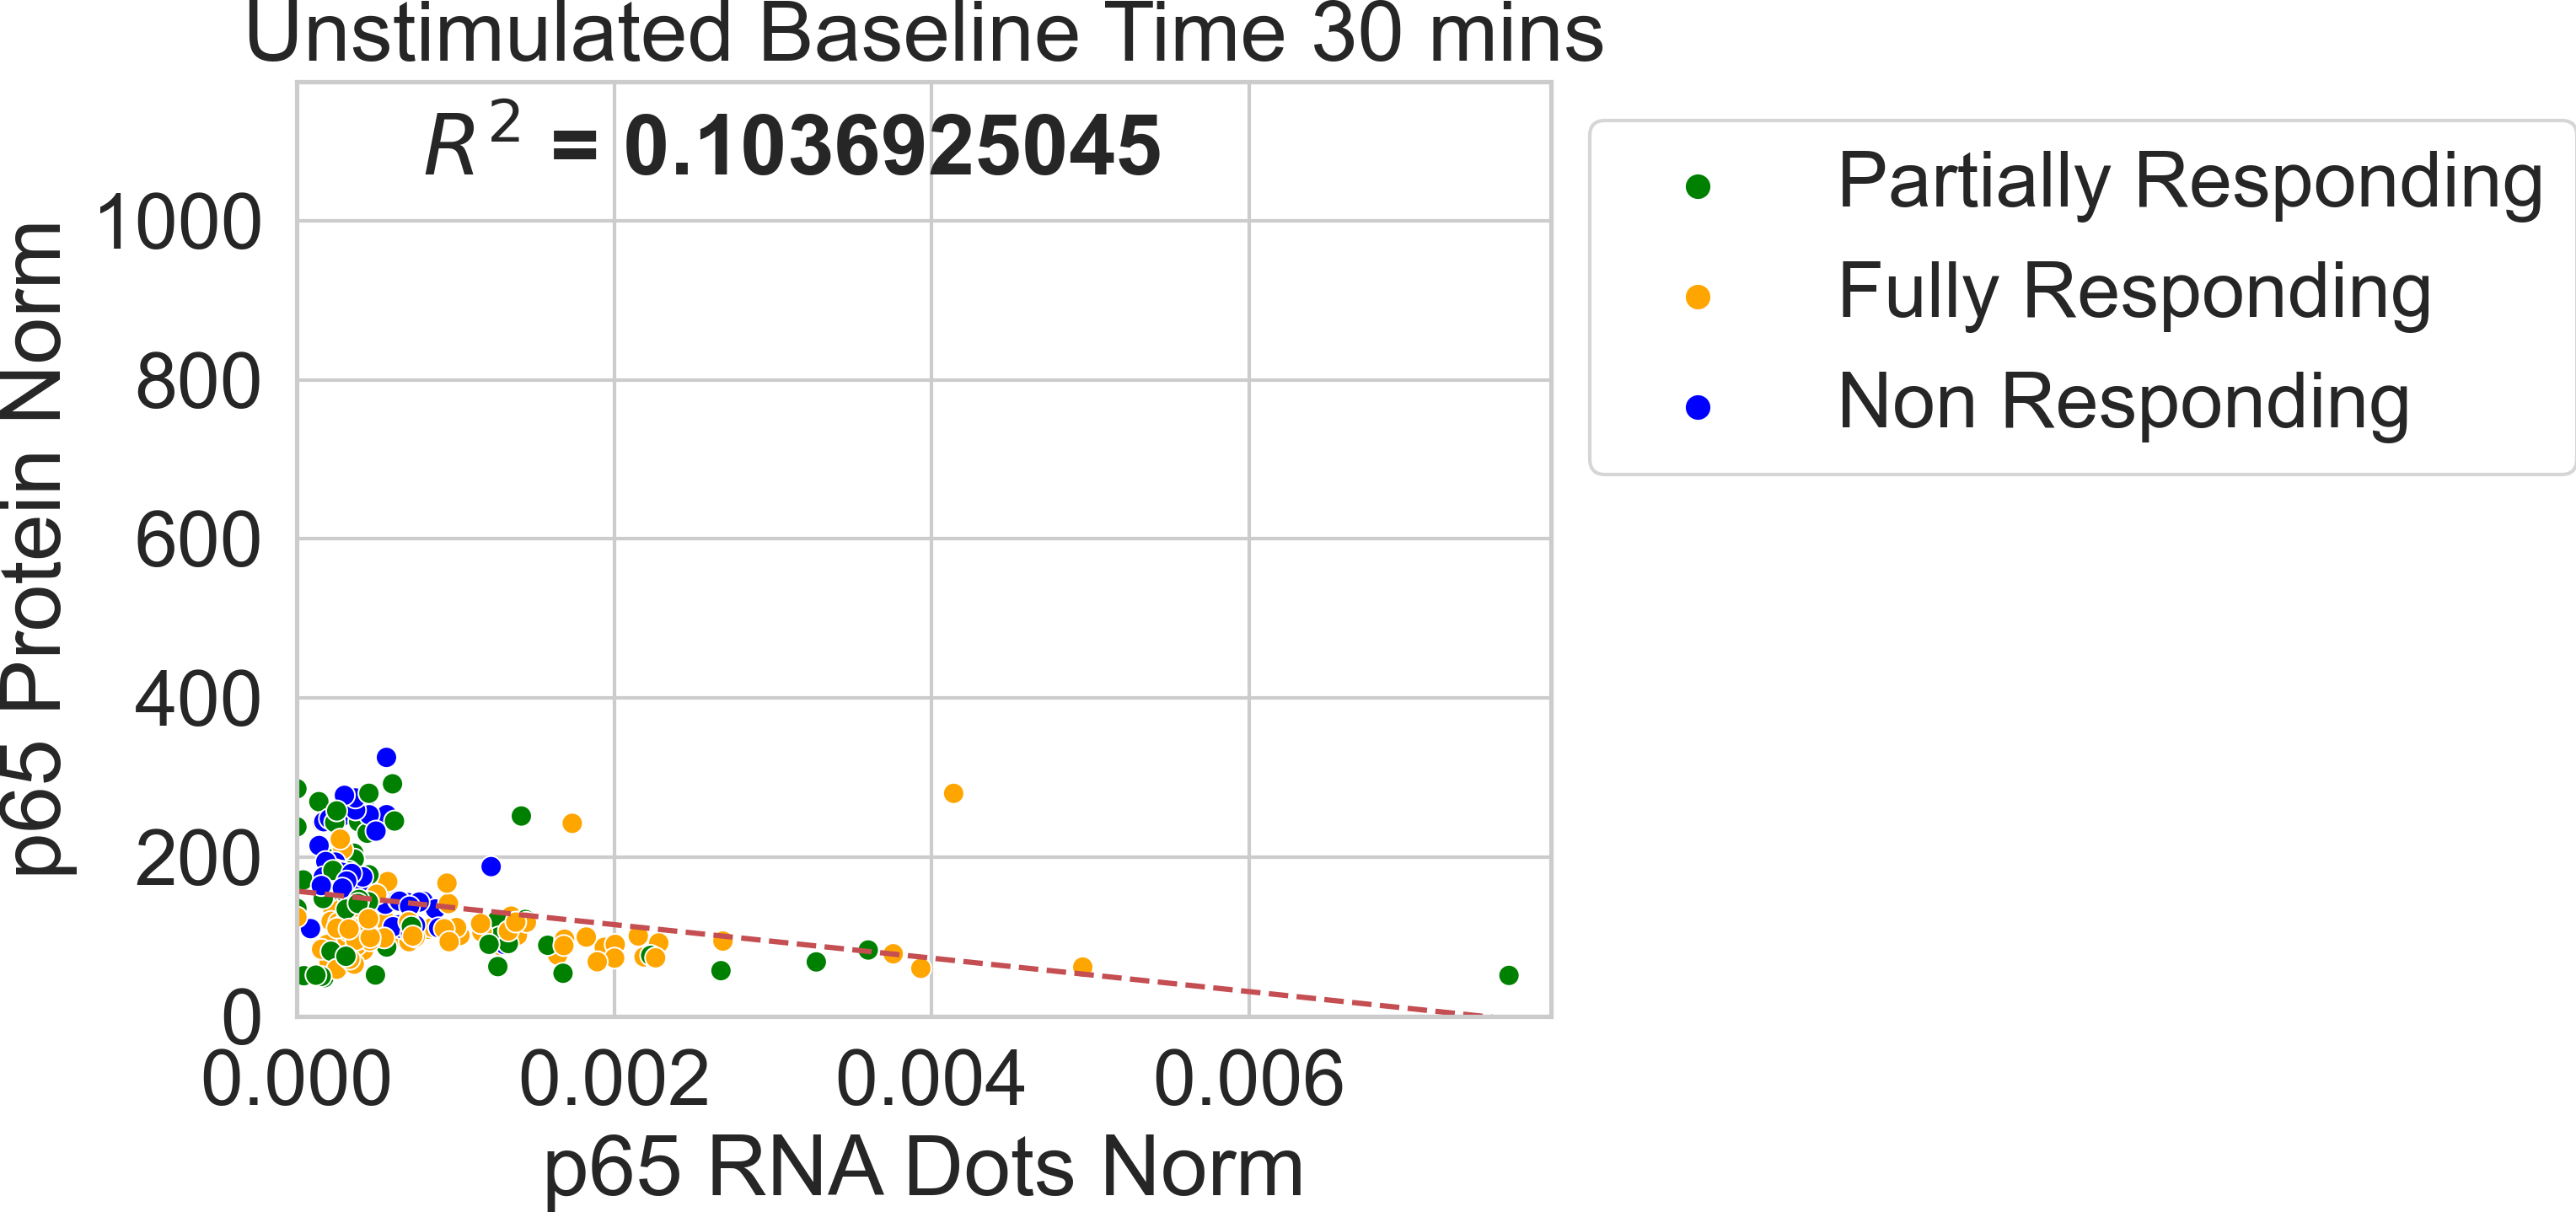 Unstimulated Baseline Time 30 mins
R² = 0.1036925045
Partially Responding
Fully Responding
Non Responding
p65 Protein Norm
1000
800
600
400
200
0
0.000 0.002 0.004 0.006
p65 RNA Dots Norm